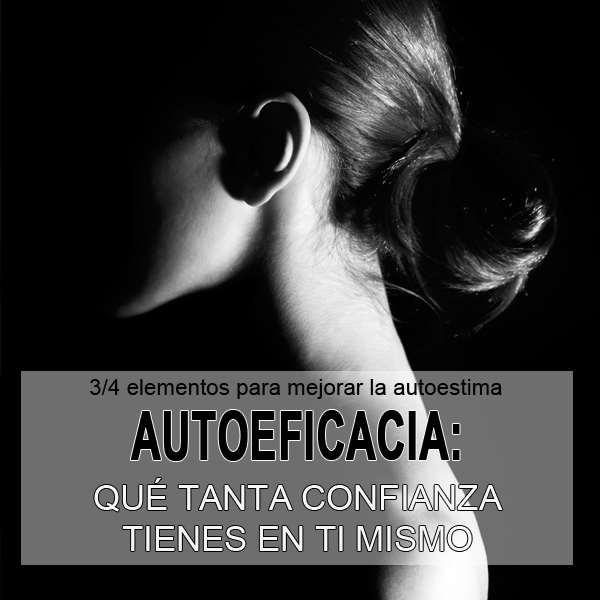 3/4 elementos para mejorar la autoestima
AUTOEFICACIA:
QUÉ TANTA CONFIANZA
TIENES EN TI MISMO